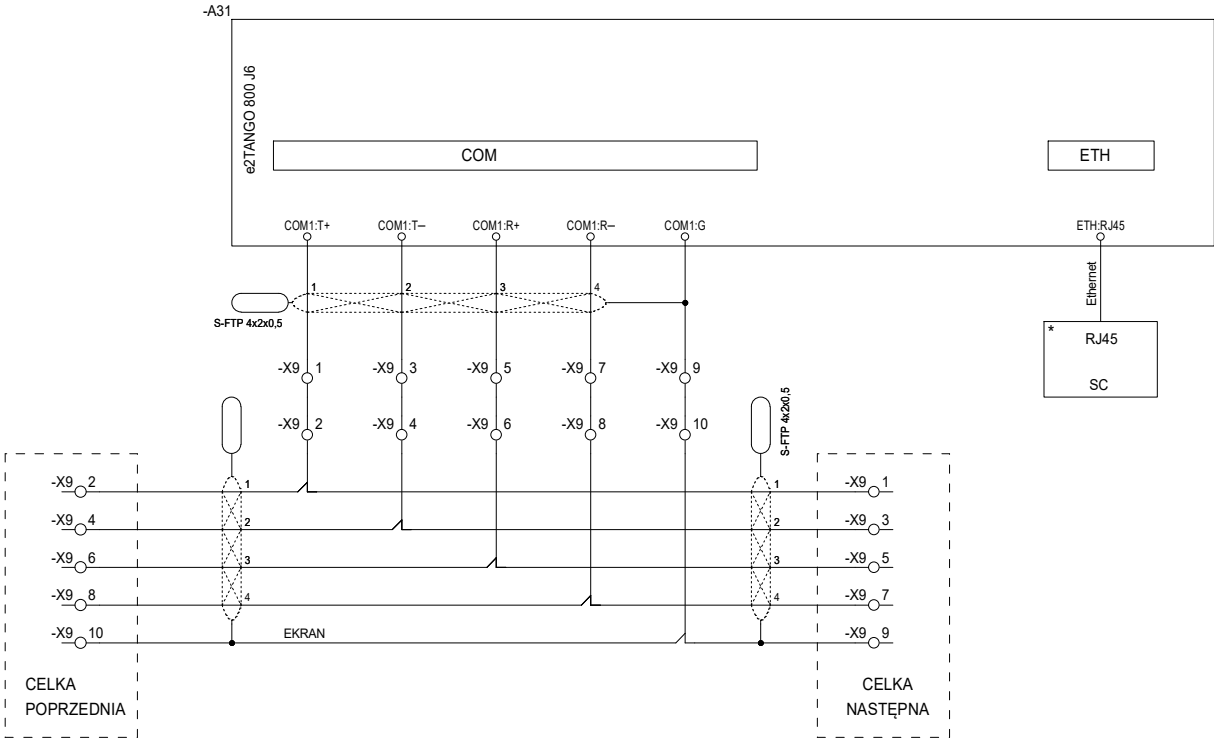 -A31
e2TANGO 800 J6
COM
ETH
COM1:T+
COM1:T–
COM1:R+
COM1:R–
COM1:G
ETH:RJ45
1
2
3
4
S-FTP 4x2x0,5
Ethernet
*
RJ45
SC
-X9 1
-X9 3
-X9 5
-X9 7
-X9 9
-X9 2
-X9 4
-X9 6
-X9 8
-X9 10
S-FTP 4x2x0,5
-X9 2
1
1
-X9 1
-X9 4
2
2
-X9 3
-X9 6
3
3
-X9 5
-X9 8
4
4
-X9 7
-X9 10
EKRAN
-X9 9
CELKA
POPRZEDNIA
CELKA
NASTĘPNA